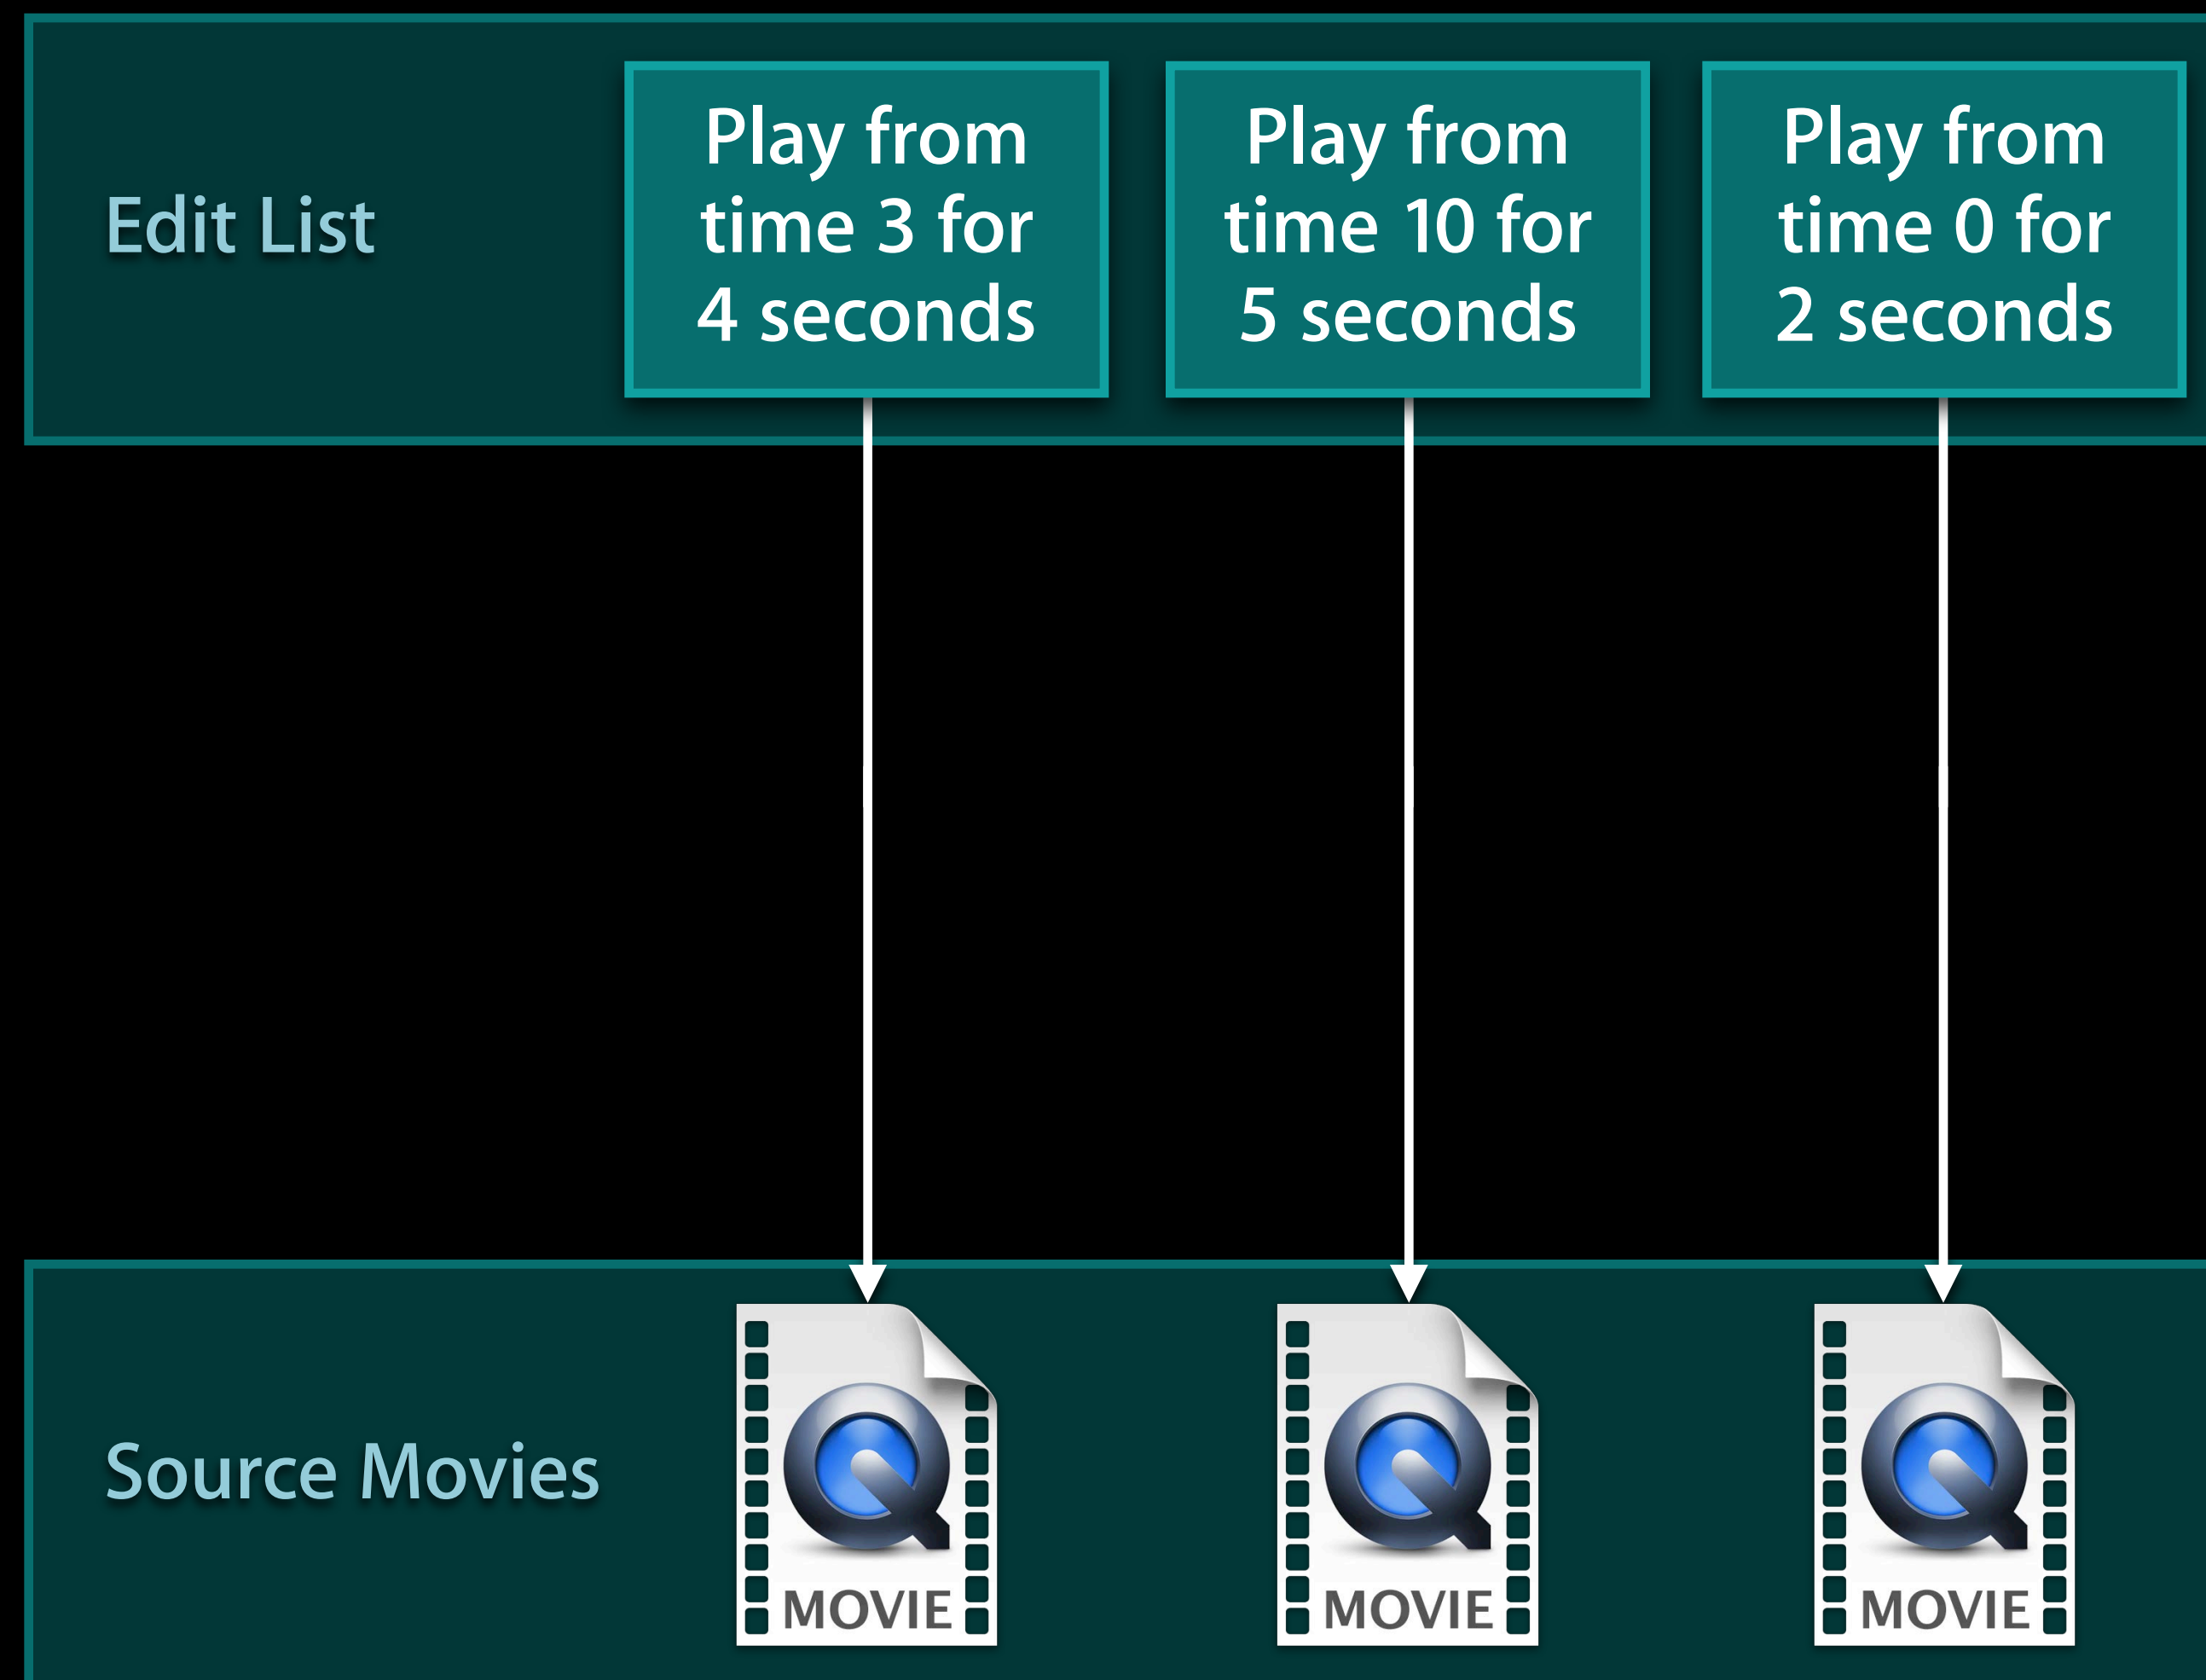 Edit List
Play from
time 3 for
4 seconds
Play from
time 10 for
5 seconds
Play from
time 0 for
2 seconds
Source Movies
MOVIE
MOVIE
MOVIE